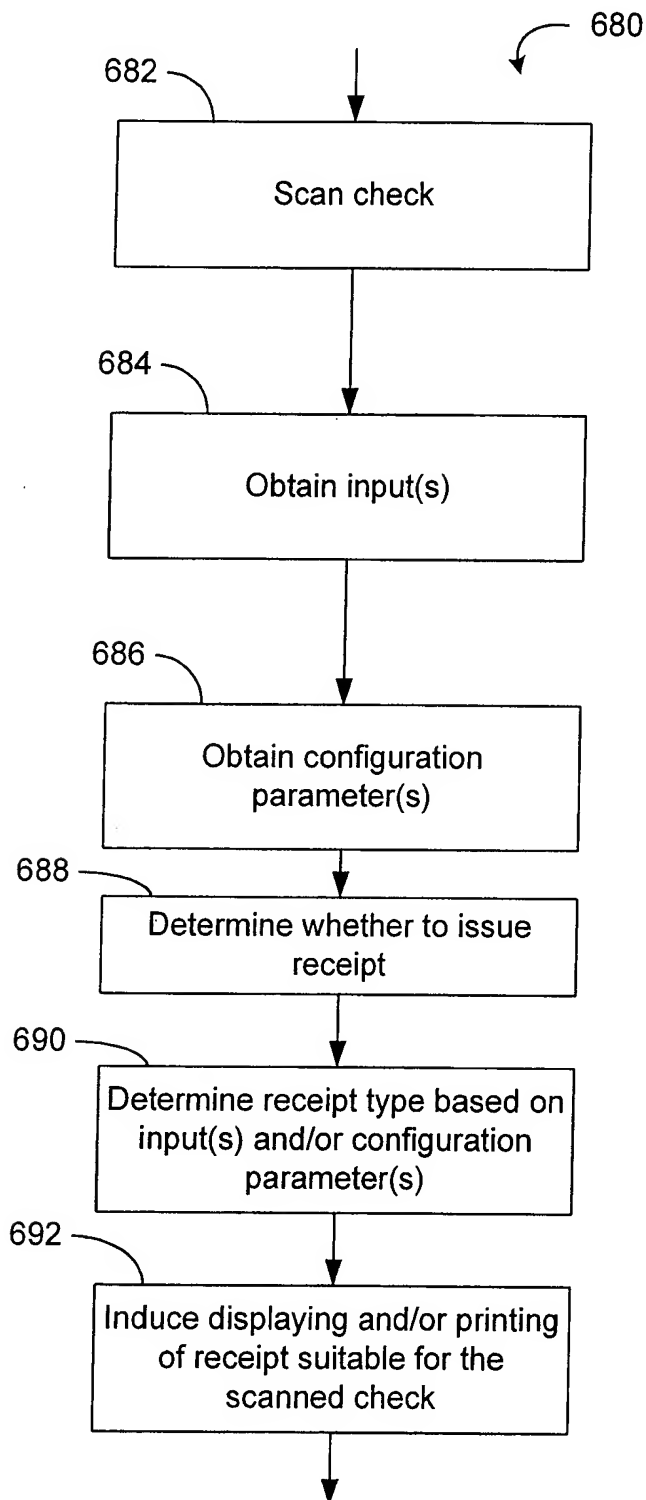 680
682
Scan check
684
Obtain input(s)
686
Obtain configuration
parameter(s)
688
Determine whether to issue
receipt
690
Determine receipt type based on
input(s) and/or configuration
parameter(s)
692
Induce displaying and/or printing
of receipt suitable for the
scanned check